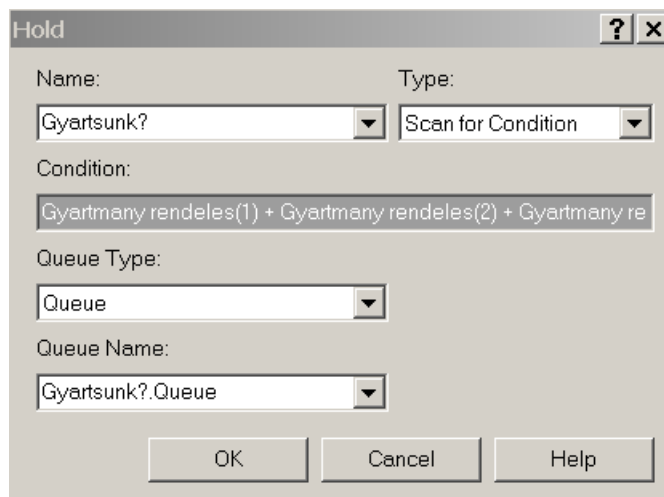 Hold
Name: Type:
Gyartsunk? Scan for Condition
Condition:
Gyartmany rendeles(1) + Gyartmany rendeles(2) + Gyartmany re
Queue Type:
Queue
Queue Name:
Gyartsunk?.Queue
OK Cancel Help